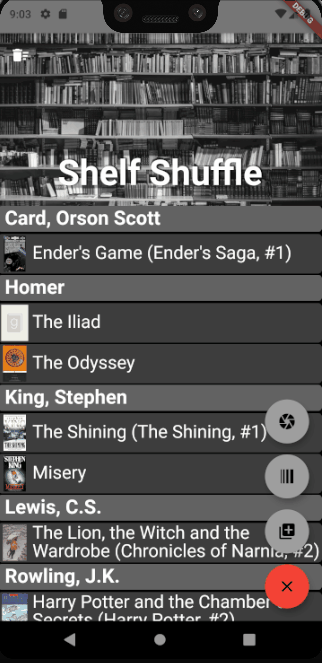 9:03
DEBUG
Shelf Shuffle
Card, Orson Scott
Ender's Game (Ender's Saga, #1)
Homer
The Iliad
The Odyssey
King, Stephen
The Shining (The Shining, #1)
STEPHEN
KING
Misery
Lewis, C.S.
The Lion, the Witch and the
Wardrobe (Chronicles of Narnia, #2)
Rowling, J.K.
Harry Potter and the Chamber
Secrets (Harry Potter, #2)